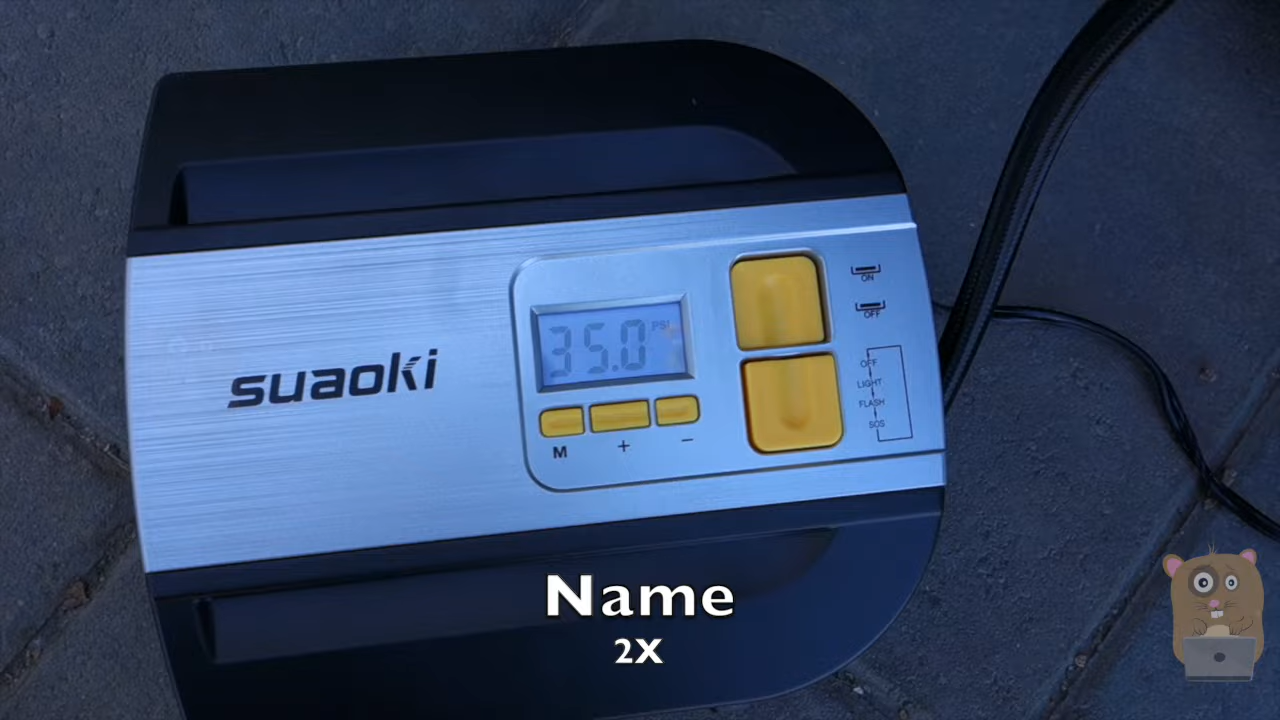 suaoki
35.0 PSI
M
+
−
ON
OFF
OFF
LIGHT
FLASH
SOS
Name
2X